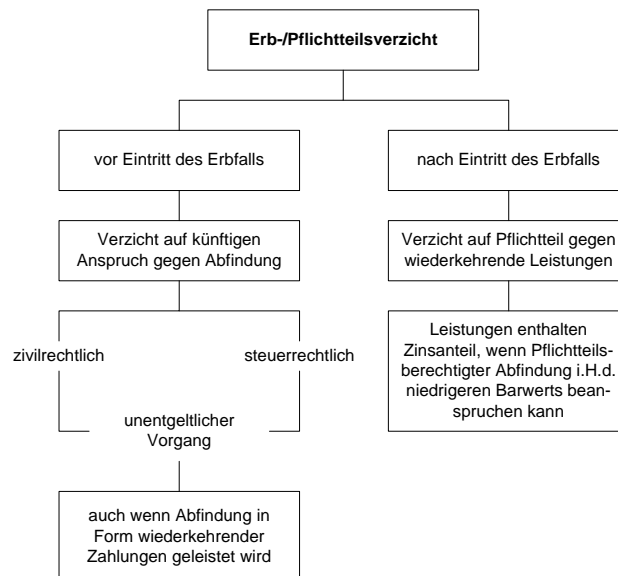 Erb-/Pflichtteilsverzicht
vor Eintritt des Erbfalls
nach Eintritt des Erbfalls
Verzicht auf künftigen
Anspruch gegen Abfindung
Verzicht auf Pflichtteil gegen
wiederkehrende Leistungen
zivilrechtlich
steuerrechtlich
Leistungen enthalten
Zinsanteil, wenn Pflichtteils-
berechtigter Abfindung i.H.d.
niedrigeren Barwerts bean-
spruchen kann
unentgeltlicher
Vorgang
auch wenn Abfindung in
Form wiederkehrender
Zahlungen geleistet wird